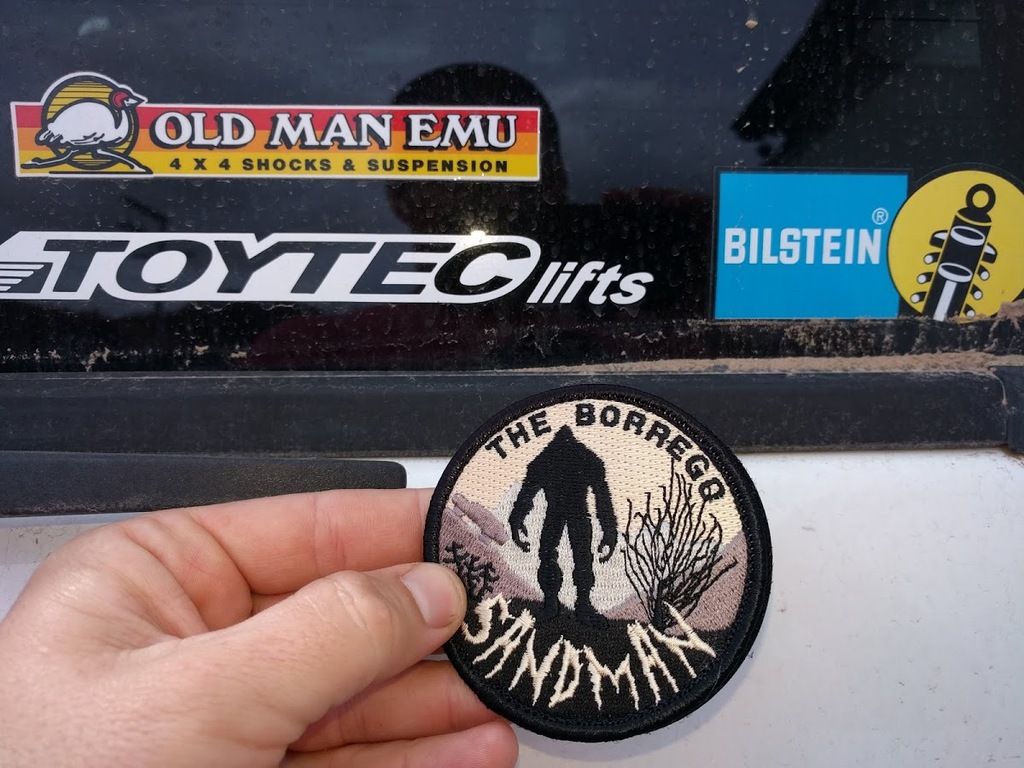 OLD MAN EMU
4 X 4 SHOCKS & SUSPENSION
TOYTEC lifts
BILSTEIN®
THE BORREGO
SANDMAN